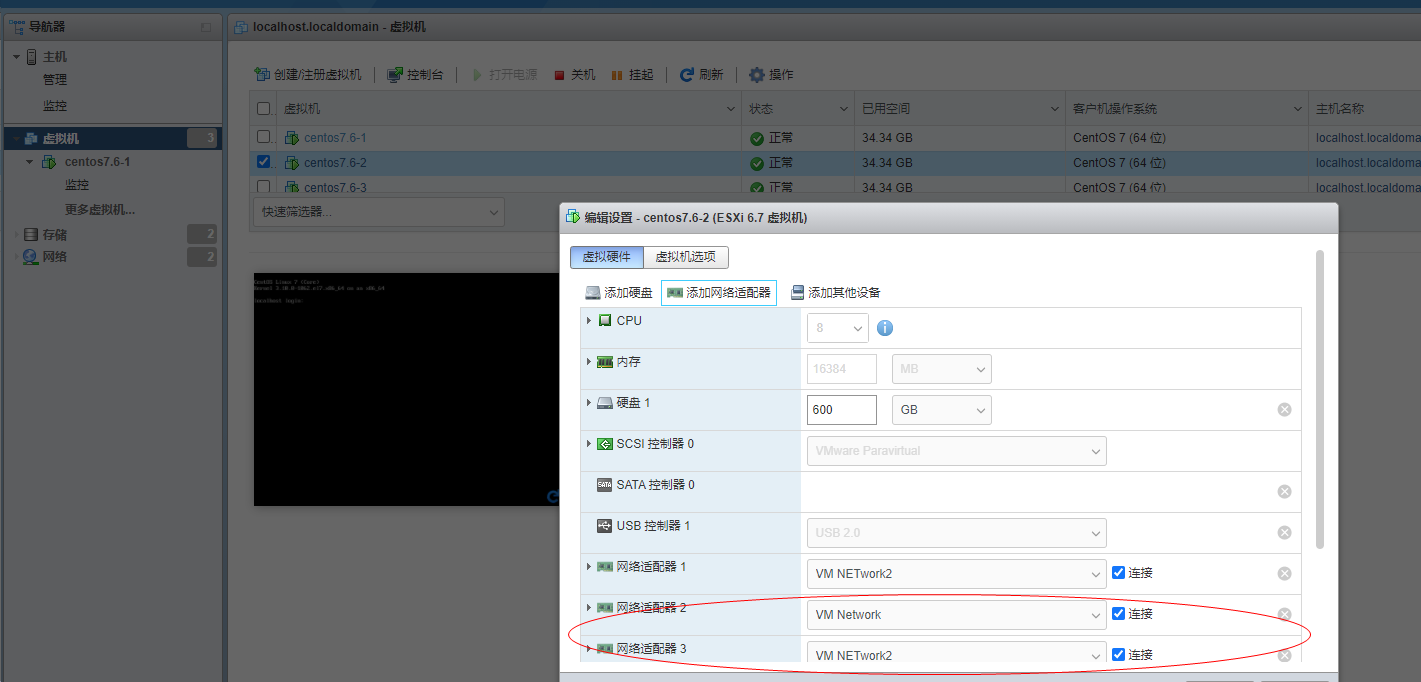 导航器
主机
管理
监控
虚拟机 3
centos7.6-1
监控
更多虚拟机...
存储 2
网络 2
localhost.localdomain - 虚拟机
创建/注册虚拟机 控制台 打开电源 关机 挂起 刷新 操作
虚拟机 状态 已用空间 客户机操作系统 主机名称
centos7.6-1 正常 34.34 GB CentOS 7 (64 位) localhost.localdoma
centos7.6-2 正常 34.34 GB CentOS 7 (64 位) localhost.localdoma
centos7.6-3 正常 34.34 GB CentOS 7 (64 位) localhost.localdoma
快速筛选器...
CentOS Linux 7 (Core)
localhost login:
编辑设置 - centos7.6-2 (ESXi 6.7 虚拟机)
虚拟硬件 虚拟机选项
添加硬盘 添加网络适配器 添加其他设备
CPU 8
内存 16384 MB
硬盘 1 600 GB
SCSI 控制器 0 VMware Paravirtual
SATA 控制器 0
USB 控制器 1 USB 2.0
网络适配器 1 VM NETwork2 连接
网络适配器 2 VM Network 连接
网络适配器 3 VM NETwork2 连接